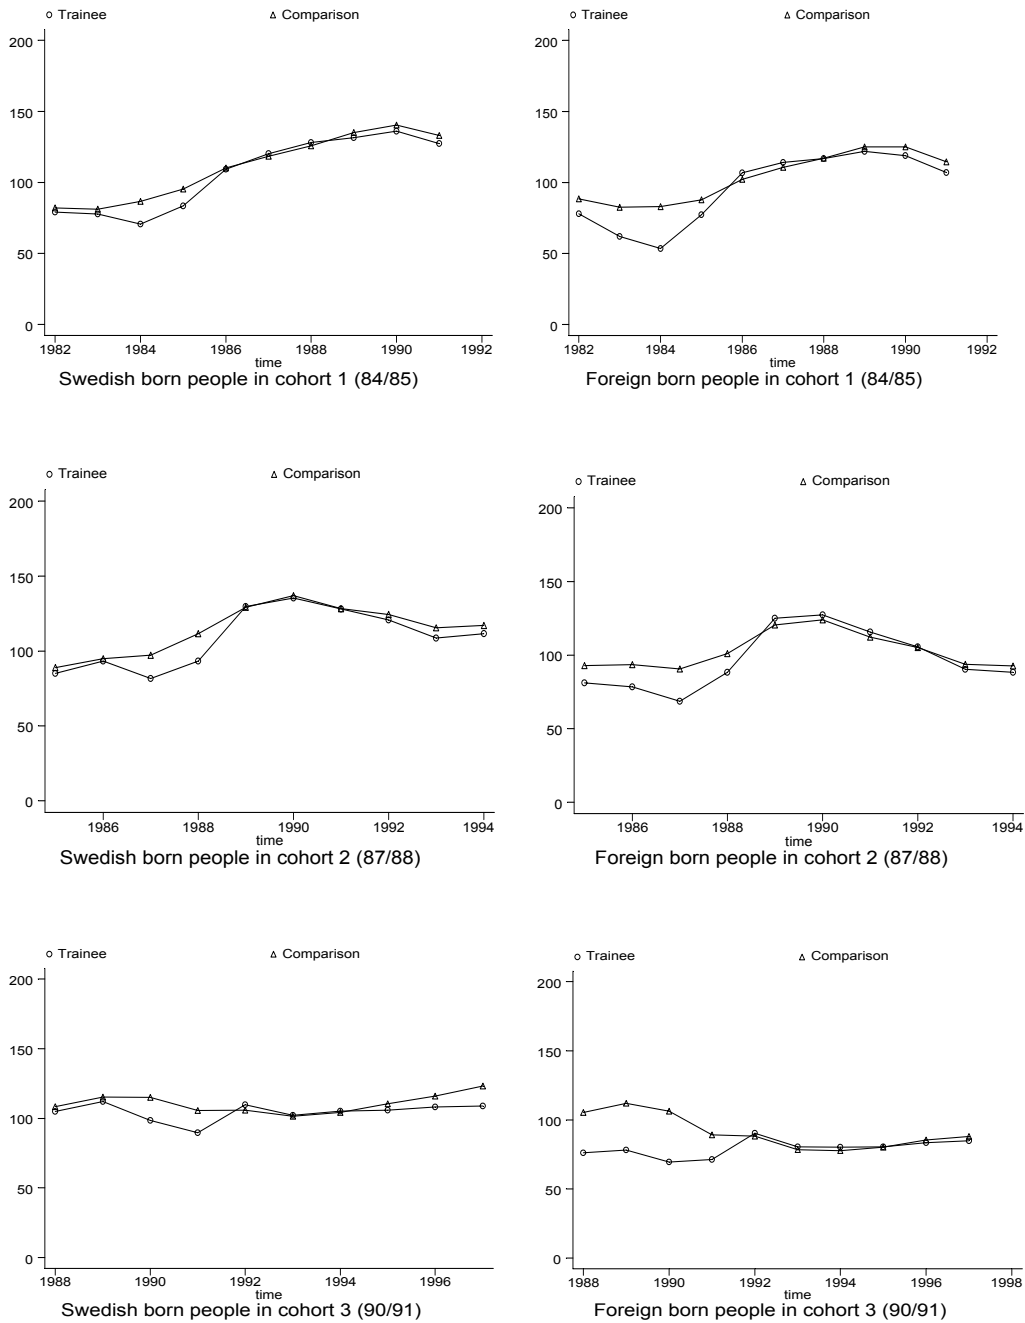 Trainee Comparison
200
150
100
50
0
1982 1984 1986 1988 1990 1992
time
Swedish born people in cohort 1 (84/85)
Trainee Comparison
200
150
100
50
0
1982 1984 1986 1988 1990 1992
time
Foreign born people in cohort 1 (84/85)
Trainee Comparison
200
150
100
50
0
1986 1988 1990 1992 1994
time
Swedish born people in cohort 2 (87/88)
Trainee Comparison
200
150
100
50
0
1986 1988 1990 1992 1994
time
Foreign born people in cohort 2 (87/88)
Trainee Comparison
200
150
100
50
0
1988 1990 1992 1994 1996
time
Swedish born people in cohort 3 (90/91)
Trainee Comparison
200
150
100
50
0
1988 1990 1992 1994 1996 1998
time
Foreign born people in cohort 3 (90/91)